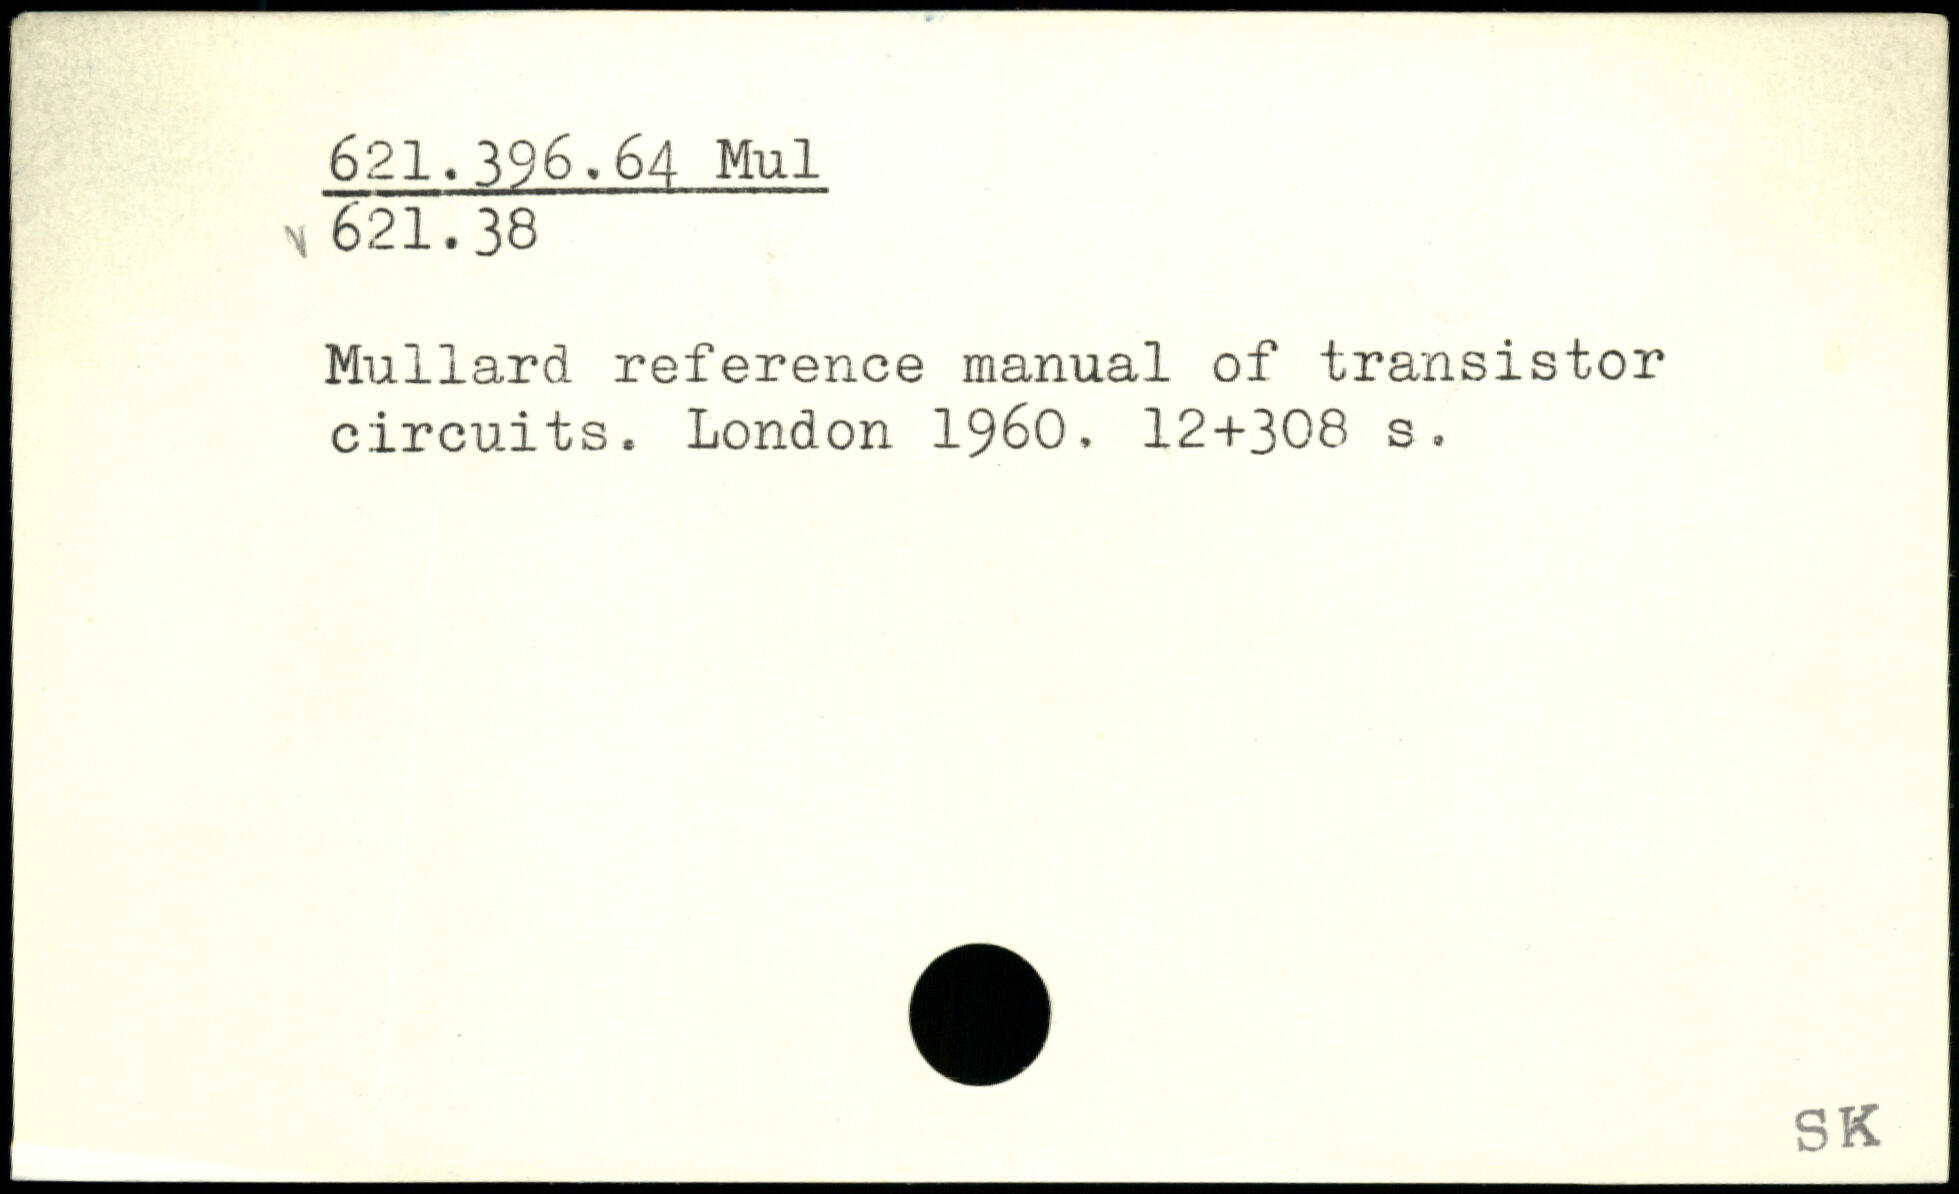 621.396.64 Mul
621.38
Mullard reference manual of transistor
circuits. London 1960. 12+308 s.
SK